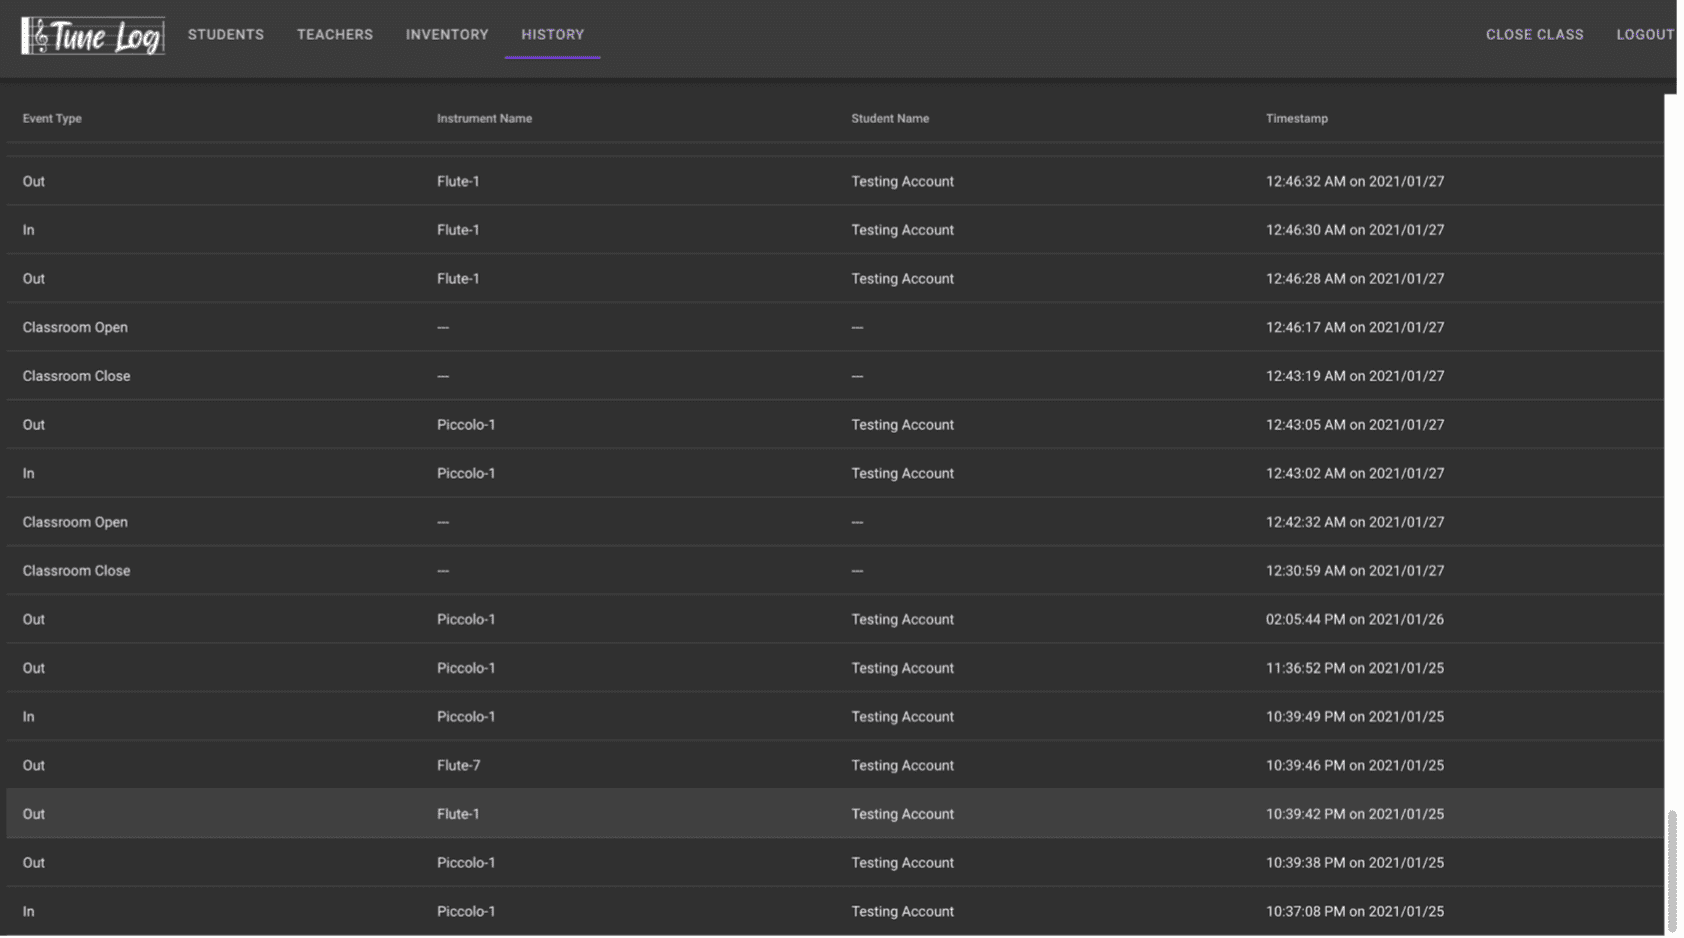 Tune Log STUDENTS TEACHERS INVENTORY HISTORY CLOSE CLASS LOGOUT
Event Type Instrument Name Student Name Timestamp
Out Flute-1 Testing Account 12:46:32 AM on 2021/01/27
In Flute-1 Testing Account 12:46:30 AM on 2021/01/27
Out Flute-1 Testing Account 12:46:28 AM on 2021/01/27
Classroom Open --- --- 12:46:17 AM on 2021/01/27
Classroom Close --- --- 12:43:19 AM on 2021/01/27
Out Piccolo-1 Testing Account 12:43:05 AM on 2021/01/27
In Piccolo-1 Testing Account 12:43:02 AM on 2021/01/27
Classroom Open --- --- 12:42:32 AM on 2021/01/27
Classroom Close --- --- 12:30:59 AM on 2021/01/27
Out Piccolo-1 Testing Account 02:05:44 PM on 2021/01/26
Out Piccolo-1 Testing Account 11:36:52 PM on 2021/01/25
In Piccolo-1 Testing Account 10:39:49 PM on 2021/01/25
Out Flute-7 Testing Account 10:39:46 PM on 2021/01/25
Out Flute-1 Testing Account 10:39:42 PM on 2021/01/25
Out Piccolo-1 Testing Account 10:39:38 PM on 2021/01/25
In Piccolo-1 Testing Account 10:37:08 PM on 2021/01/25